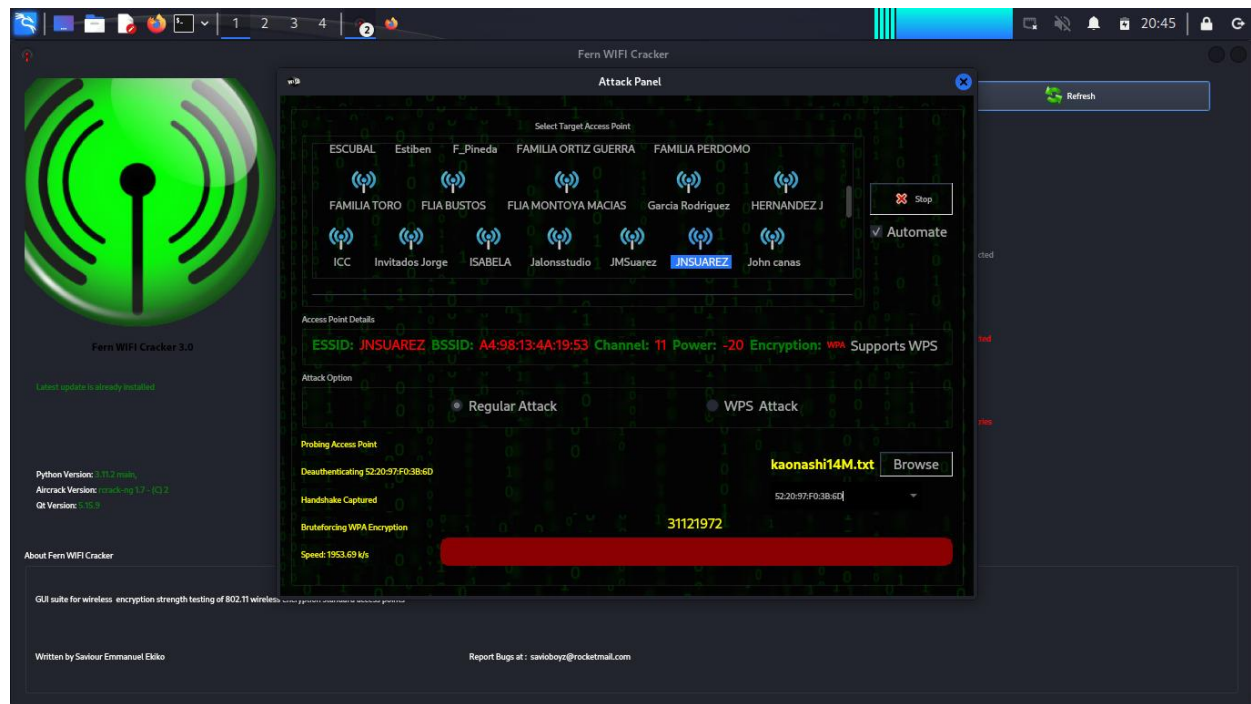 1 2 3 4 2 20:45
Fern WIFI Cracker
Attack Panel
Refresh
Select Target Access Point
ESCUBAL Estiben F_Pineda FAMILIA ORTIZ GUERRA FAMILIA PERDOMO
FAMILIA TORO FLIA BUSTOS FLIA MONTOYA MACIAS Garcia Rodriguez HERNANDEZ J
Stop
Automate
ICC Invitados Jorge ISABELA Jalonsstudio JMSuarez JNSUAREZ John canas
cted
Access Point Details
Fern WIFI Cracker 3.0
ESSID: JNSUAREZ BSSID: A4:98:13:4A:19:53 Channel: 11 Power: -20 Encryption: WPA Supports WPS
ted
Latest update is already installed
Attack Option
Regular Attack WPS Attack
ries
Probing Access Point
Deauthenticating 52:20:97:F0:3B:6D
kaonashi14M.txt Browse
Python Version: 3.11.2 main,
Aircrack Version:
Qt Version: 5.15.9
Handshake Captured
52:20:97:F0:3B:6D
Bruteforcing WPA Encryption
31121972
Speed: 1953.69 k/s
About Fern WIFI Cracker
GUI suite for wireless encryption strength testing of 802.11 wireless encryption standard access points
Written by Saviour Emmanuel Ekiko
Report Bugs at : savioboyz@rocketmail.com